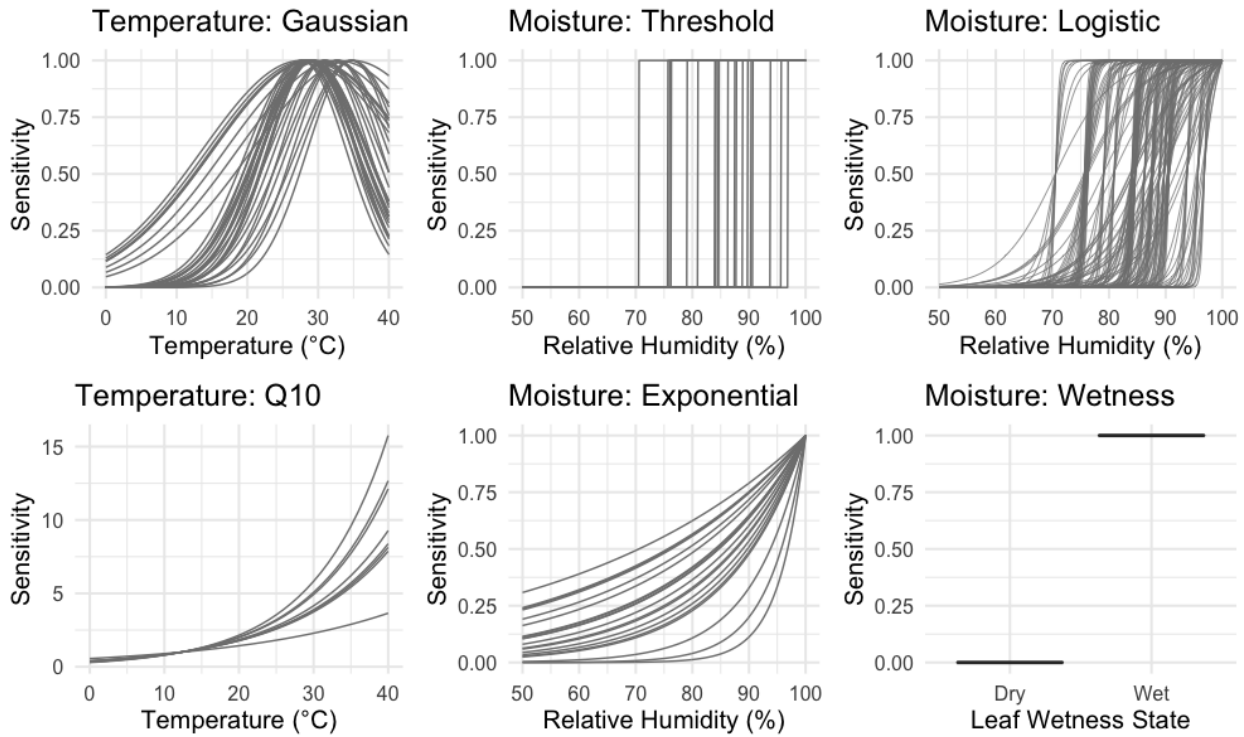 Temperature: Gaussian
Sensitivity
1.00
0.75
0.50
0.25
0.00
0 10 20 30 40
Temperature (°C)
Moisture: Threshold
Sensitivity
1.00
0.75
0.50
0.25
0.00
50 60 70 80 90 100
Relative Humidity (%)
Moisture: Logistic
Sensitivity
1.00
0.75
0.50
0.25
0.00
50 60 70 80 90 100
Relative Humidity (%)
Temperature: Q10
Sensitivity
15
10
5
0
0 10 20 30 40
Temperature (°C)
Moisture: Exponential
Sensitivity
1.00
0.75
0.50
0.25
0.00
50 60 70 80 90 100
Relative Humidity (%)
Moisture: Wetness
Sensitivity
1.00
0.75
0.50
0.25
0.00
Dry Wet
Leaf Wetness State